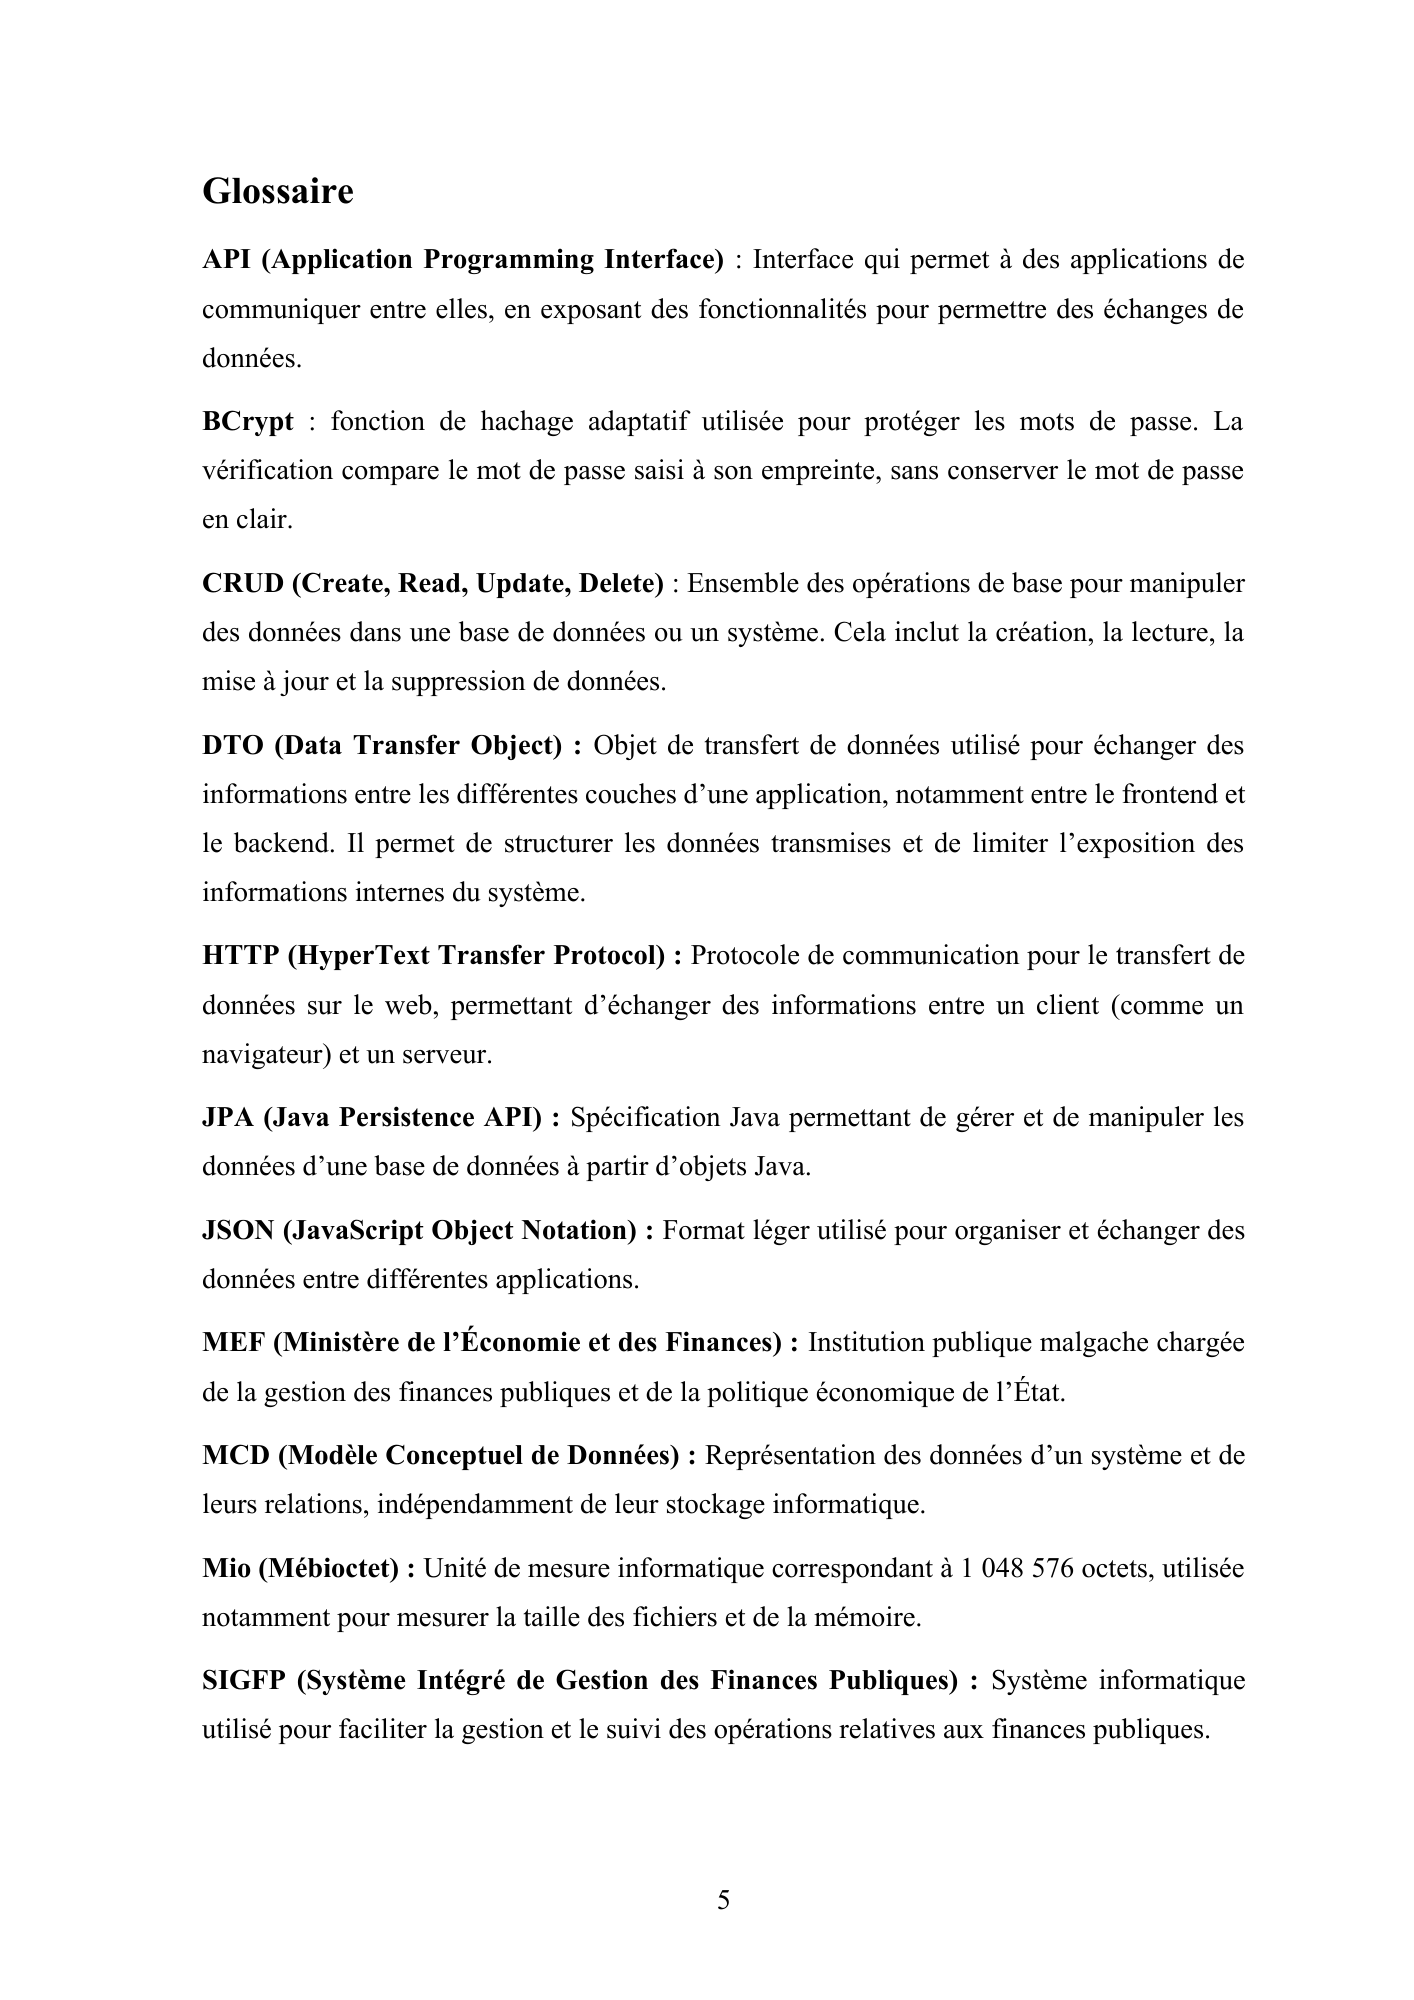 Glossaire
API (Application Programming Interface) : Interface qui permet à des applications de
communiquer entre elles, en exposant des fonctionnalités pour permettre des échanges de
données.
BCrypt : fonction de hachage adaptatif utilisée pour protéger les mots de passe. La
vérification compare le mot de passe saisi à son empreinte, sans conserver le mot de passe
en clair.
CRUD (Create, Read, Update, Delete) : Ensemble des opérations de base pour manipuler
des données dans une base de données ou un système. Cela inclut la création, la lecture, la
mise à jour et la suppression de données.
DTO (Data Transfer Object) : Objet de transfert de données utilisé pour échanger des
informations entre les différentes couches d’une application, notamment entre le frontend et
le backend. Il permet de structurer les données transmises et de limiter l’exposition des
informations internes du système.
HTTP (HyperText Transfer Protocol) : Protocole de communication pour le transfert de
données sur le web, permettant d’échanger des informations entre un client (comme un
navigateur) et un serveur.
JPA (Java Persistence API) : Spécification Java permettant de gérer et de manipuler les
données d’une base de données à partir d’objets Java.
JSON (JavaScript Object Notation) : Format léger utilisé pour organiser et échanger des
données entre différentes applications.
MEF (Ministère de l’Économie et des Finances) : Institution publique malgache chargée
de la gestion des finances publiques et de la politique économique de l’État.
MCD (Modèle Conceptuel de Données) : Représentation des données d’un système et de
leurs relations, indépendamment de leur stockage informatique.
Mio (Mébioctet) : Unité de mesure informatique correspondant à 1 048 576 octets, utilisée
notamment pour mesurer la taille des fichiers et de la mémoire.
SIGFP (Système Intégré de Gestion des Finances Publiques) : Système informatique
utilisé pour faciliter la gestion et le suivi des opérations relatives aux finances publiques.
5